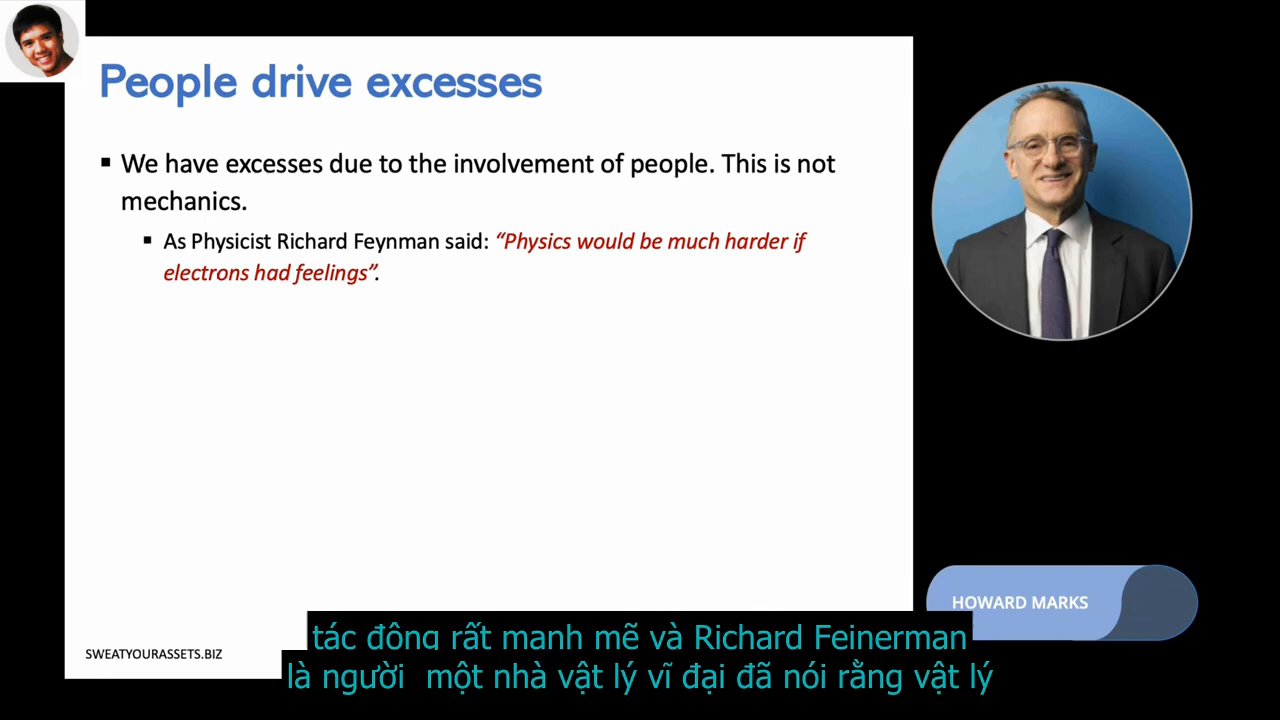 People drive excesses
▪ We have excesses due to the involvement of people. This is not
mechanics.
▪ As Physicist Richard Feynman said: “Physics would be much harder if
electrons had feelings”.
HOWARD MARKS
SWEATYOURASSETS.BIZ
tác động rất mạnh mẽ và Richard Feinerman
là người một nhà vật lý vĩ đại đã nói rằng vật lý